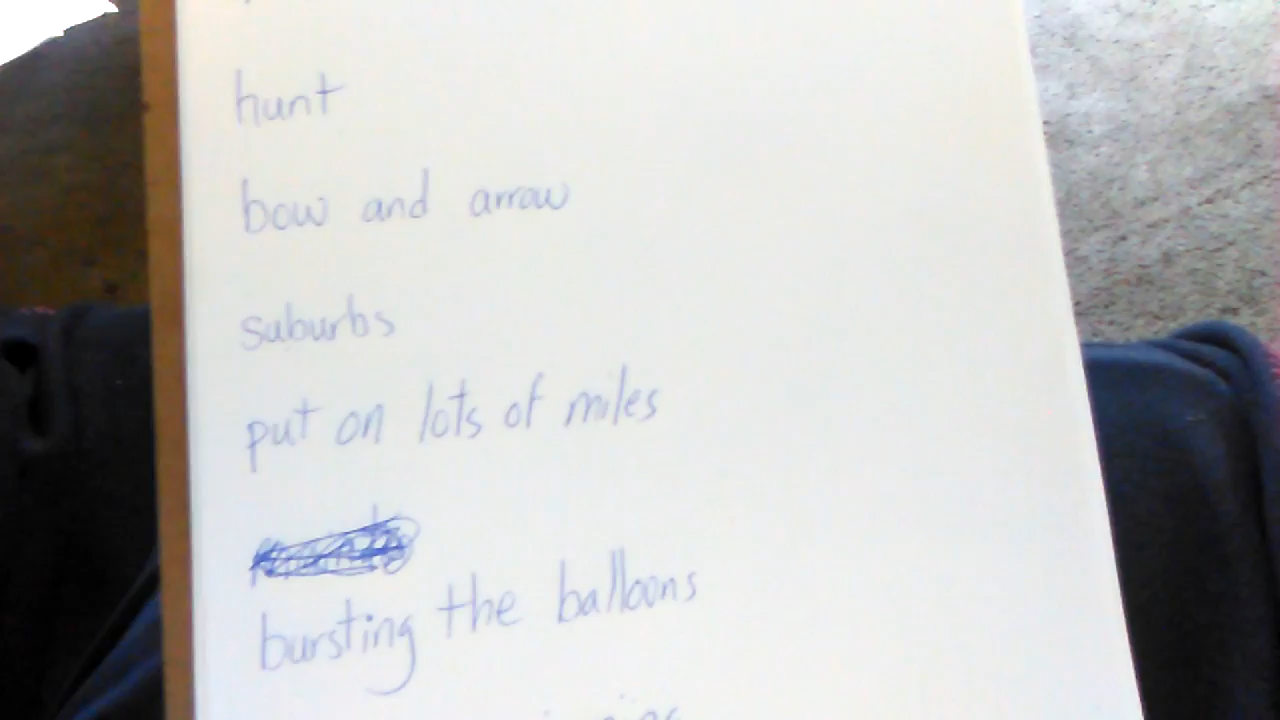 hunt
bow and arrow
suburbs
put on lots of miles
bursting the balloons